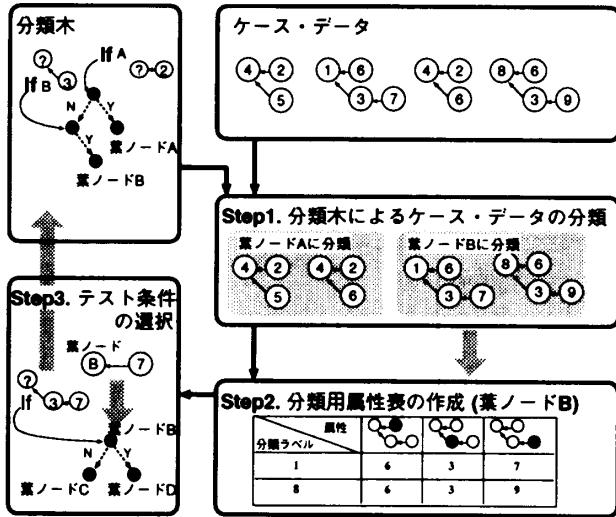 分類木
? 3 If A ? 2
If B
N Y
Y 葉ノードA
葉ノードB
ケース・データ
4 2 5
1 6 3 7
4 2 6
8 6 3 9
Step1. 分類木によるケース・データの分類
葉ノードAに分類 葉ノードBに分類
4 2 5
4 2 6
1 6 3 7
8 6 3 9
Step2. 分類用属性表の作成 (葉ノードB)
属性
分類ラベル
1 6 3 7
8 6 3 9
Step3. テスト条件
の選択
葉ノード
B 7
? 3 7
If
葉ノードB
N Y
葉ノードC 葉ノードD